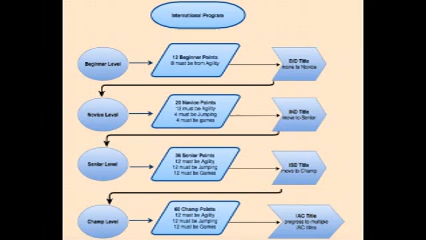 International Program
Beginner Level
12 Beginner Points
8 must be from Agility
BID Title
move to Novice
Novice Level
20 Novice Points
12 must be Agility
4 must be Jumping
4 must be games
IND Title
move to Senior
Senior Level
36 Senior Points
12 must be Agility
12 must be Jumping
12 must be Games
ISD Title
move to Champ
Champ Level
60 Champ Points
12 must be Agility
12 must be Jumping
12 must be Games
IAC Title
progress to multiple
IAC titles